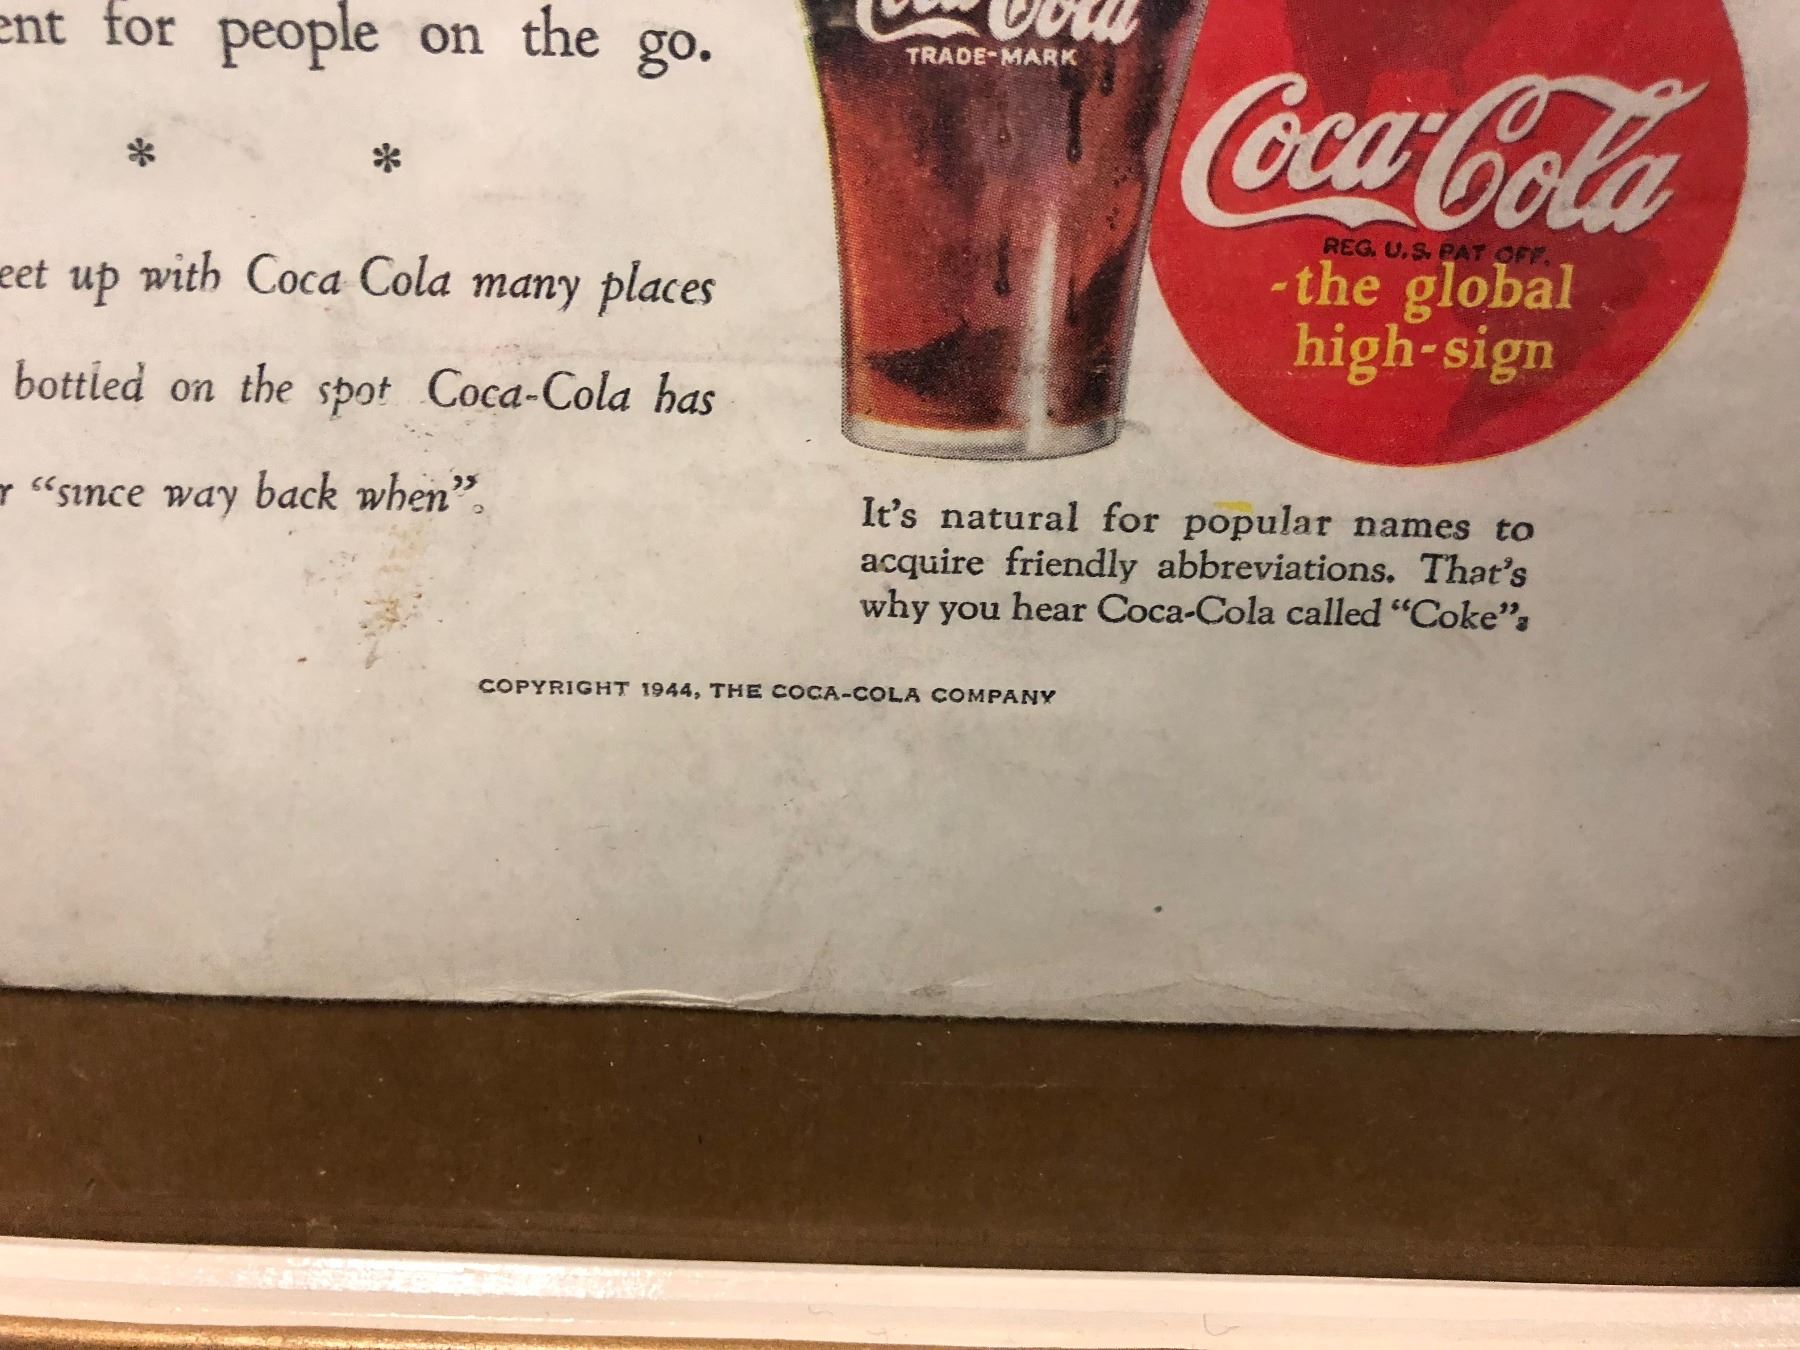 for people on the go.
* *
up with Coca Cola many places
bottled on the spot Coca-Cola has
"since way back when".
Coca-Cola
TRADE-MARK
Coca-Cola
REG. U.S. PAT OFF.
-the global
high-sign
It's natural for popular names to
acquire friendly abbreviations. That's
why you hear Coca-Cola called "Coke".
COPYRIGHT 1944, THE COCA-COLA COMPANY